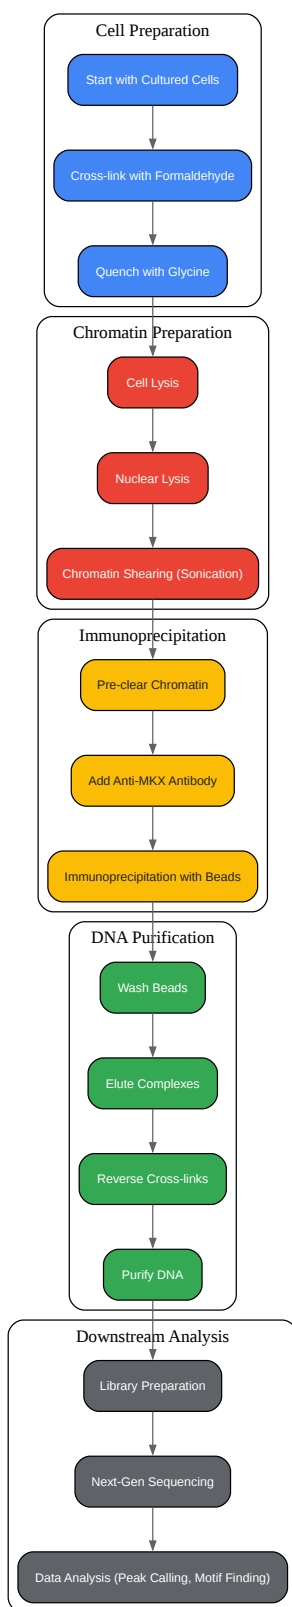 Cell Preparation
Start with Cultured Cells
Cross-link with Formaldehyde
Quench with Glycine
Chromatin Preparation
Cell Lysis
Nuclear Lysis
Chromatin Shearing (Sonication)
Immunoprecipitation
Pre-clear Chromatin
Add Anti-MKX Antibody
Immunoprecipitation with Beads
DNA Purification
Wash Beads
Elute Complexes
Reverse Cross-links
Purify DNA
Downstream Analysis
Library Preparation
Next-Gen Sequencing
Data Analysis (Peak Calling, Motif Finding)